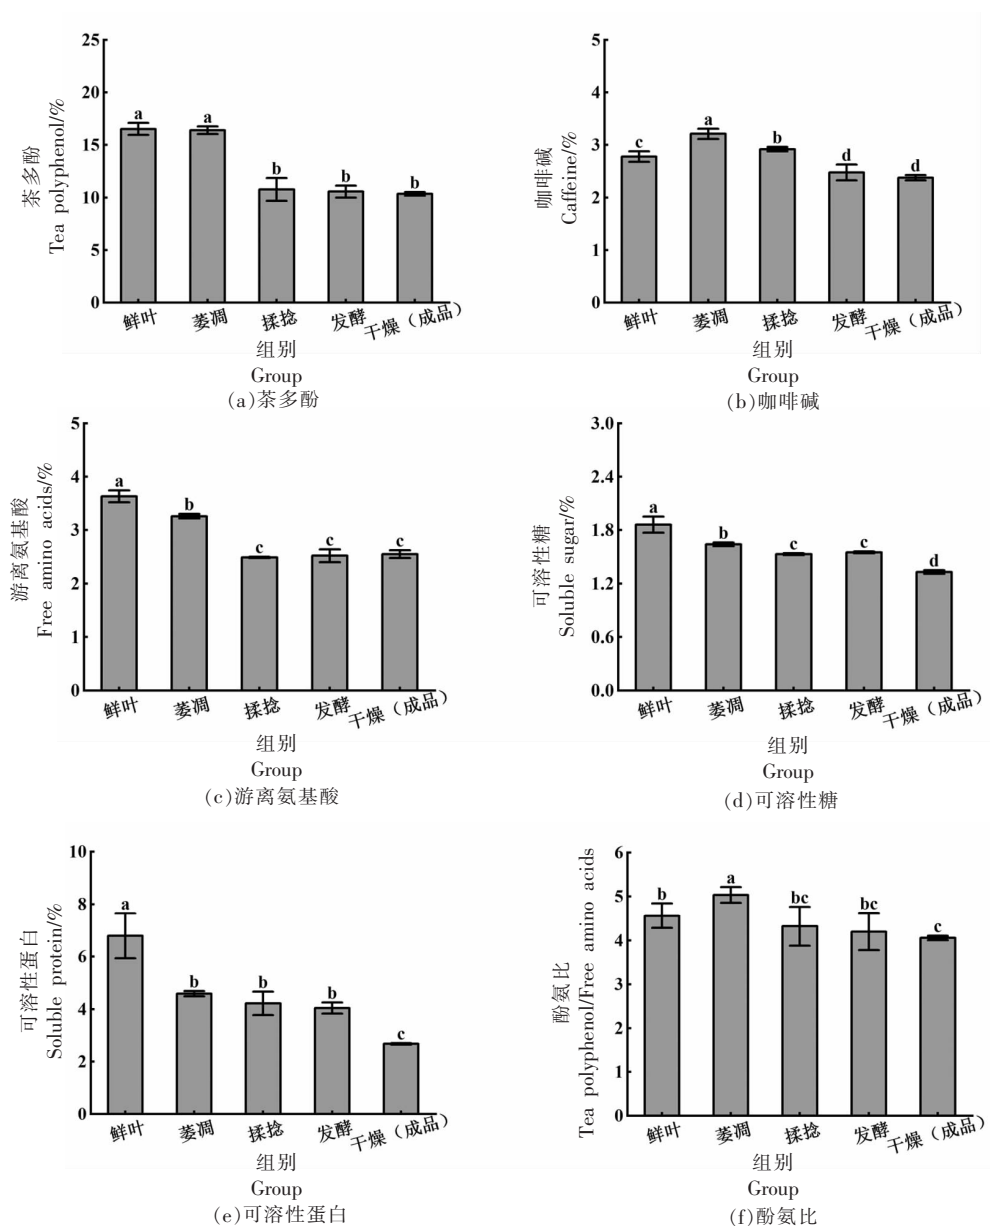 茶多酚
Tea polyphenol/%
25
20
15
10
5
0
a
a
b
b
b
鲜叶
萎凋
揉捻
发酵
干燥（成品）
组别
Group
(a)茶多酚
咖啡碱
Caffeine/%
5
4
3
2
1
0
c
a
b
d
d
鲜叶
萎凋
揉捻
发酵
干燥（成品）
组别
Group
(b)咖啡碱
游离氨基酸
Free amino acids/%
5
4
3
2
1
0
a
b
c
c
c
鲜叶
萎凋
揉捻
发酵
干燥（成品）
组别
Group
(c)游离氨基酸
可溶性糖
Soluble sugar/%
3.0
2.4
1.8
1.2
0.6
0.0
a
b
c
c
d
鲜叶
萎凋
揉捻
发酵
干燥（成品）
组别
Group
(d)可溶性糖
可溶性蛋白
Soluble protein/%
10
8
6
4
2
0
a
b
b
b
c
鲜叶
萎凋
揉捻
发酵
干燥（成品）
组别
Group
(e)可溶性蛋白
酚氨比
Tea polyphenol/Free amino acids
6
5
4
3
2
1
0
b
a
bc
bc
c
鲜叶
萎凋
揉捻
发酵
干燥（成品）
组别
Group
(f)酚氨比